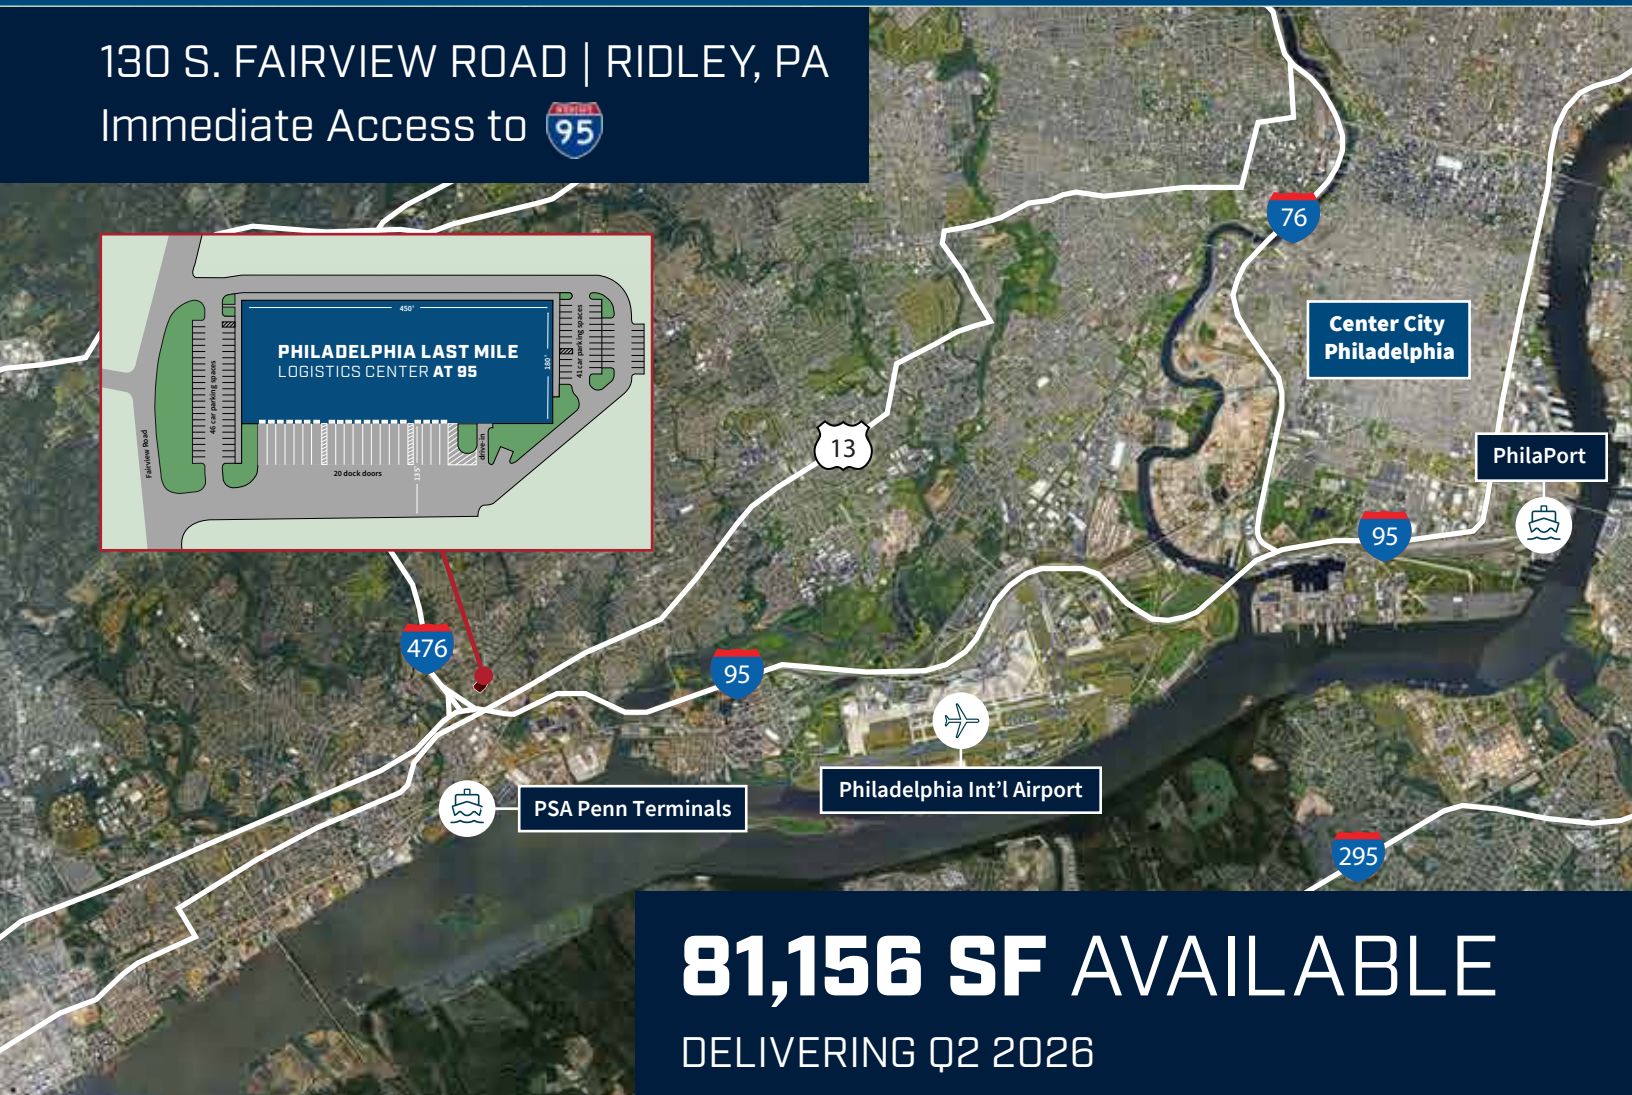 130 S. FAIRVIEW ROAD | RIDLEY, PA
Immediate Access to
INTERSTATE
95
76
450'
PHILADELPHIA LAST MILE
LOGISTICS CENTER AT 95
180'
46 car parking spaces
41 car parking spaces
Fairview Road
20 dock doors
135'
drive-in
Center City
Philadelphia
13
PhilaPort
95
476
95
Philadelphia Int'l Airport
PSA Penn Terminals
295
81,156 SF AVAILABLE
DELIVERING Q2 2026